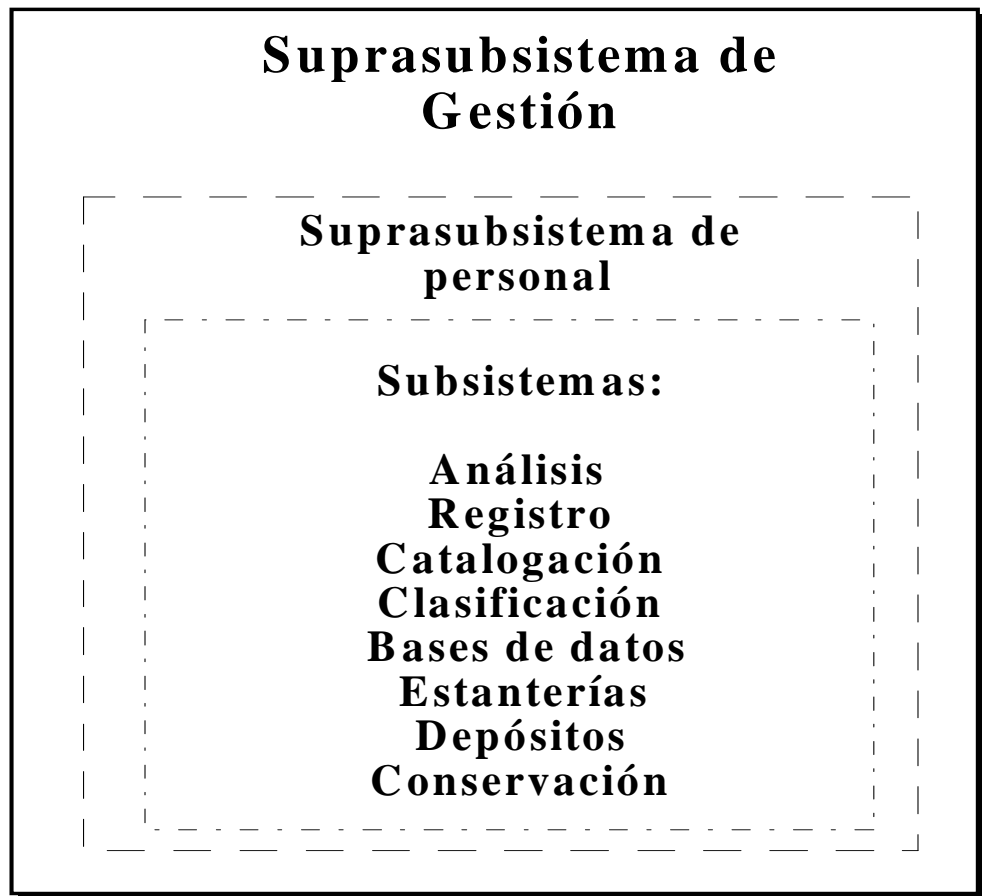 Suprasubsistema de
Gestión
Suprasubsistema de
personal
Subsistemas:
Análisis
Registro
Catalogación
Clasificación
Bases de datos
Estanterías
Depósitos
Conservación